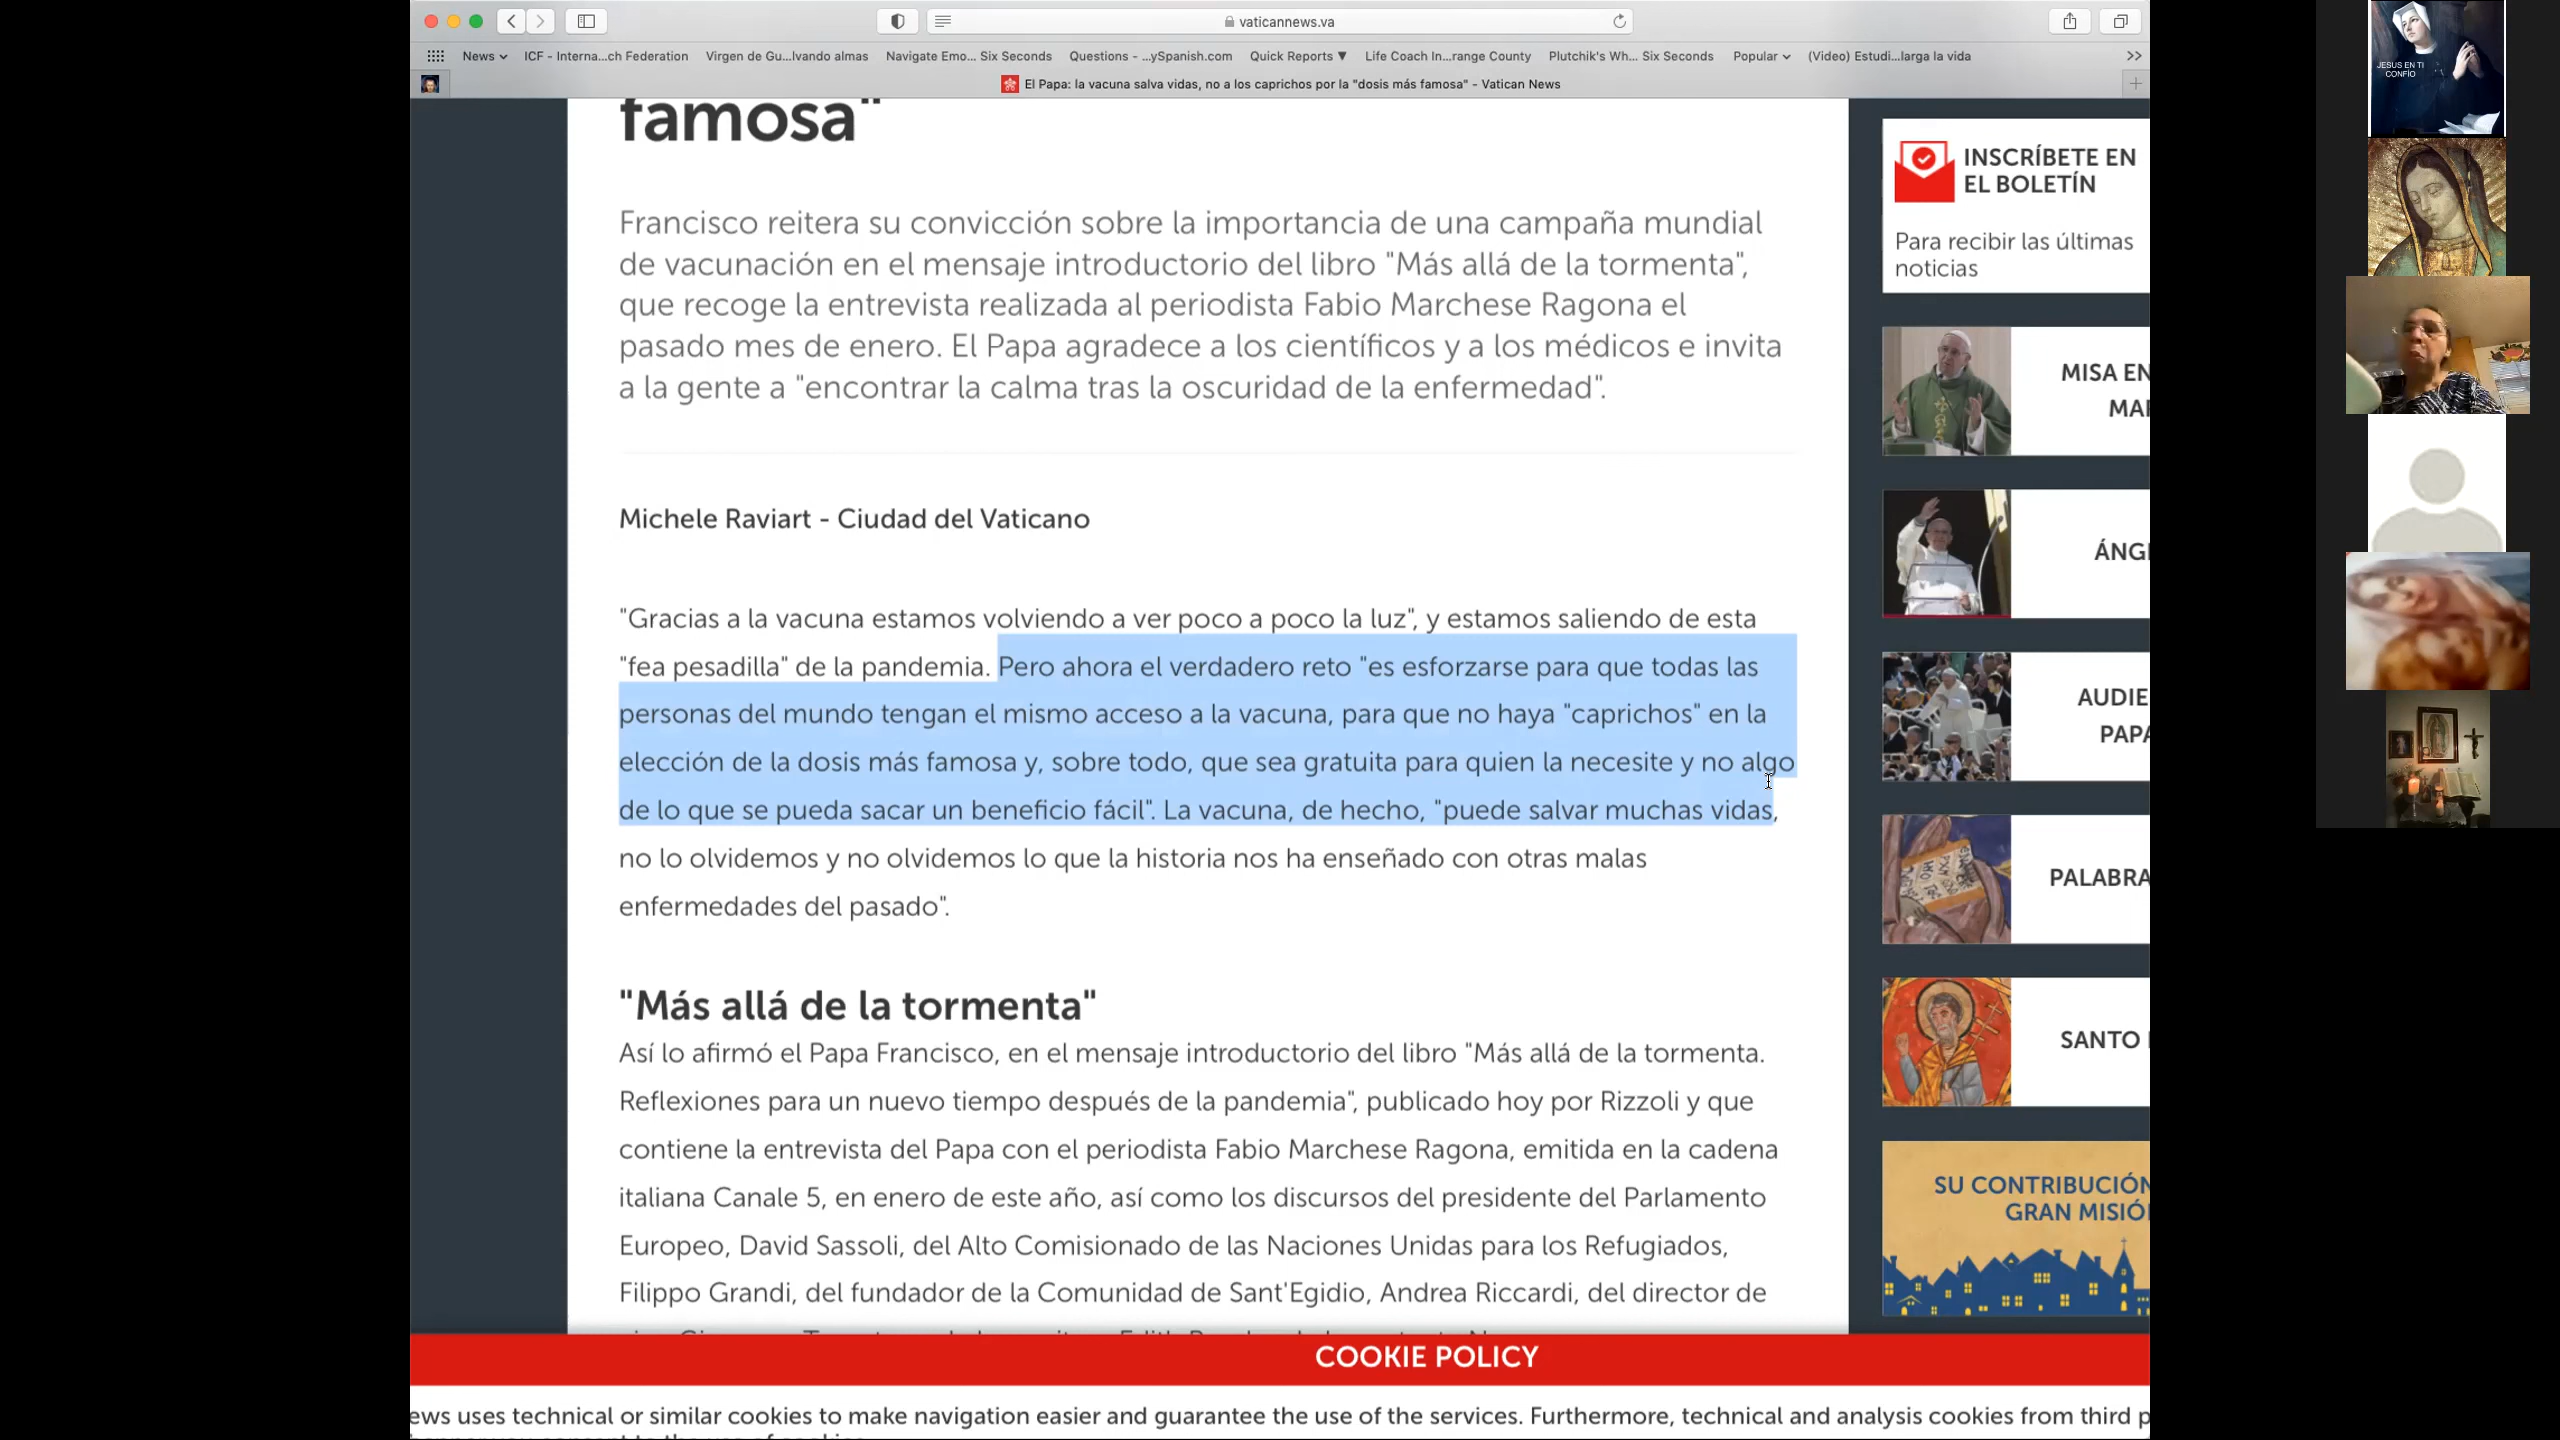 vaticannews.va
News
ICF - Interna...ch Federation
Virgen de Gu...lvando almas
Navigate Emo... Six Seconds
Questions - ...ySpanish.com
Quick Reports ▼
Life Coach In...range County
Plutchik's Wh... Six Seconds
Popular
(Video) Estudi...larga la vida
>>
El Papa: la vacuna salva vidas, no a los caprichos por la "dosis más famosa" - Vatican News
famosa"
Francisco reitera su convicción sobre la importancia de una campaña mundial
de vacunación en el mensaje introductorio del libro "Más allá de la tormenta",
que recoge la entrevista realizada al periodista Fabio Marchese Ragona el
pasado mes de enero. El Papa agradece a los científicos y a los médicos e invita
a la gente a "encontrar la calma tras la oscuridad de la enfermedad".
Michele Raviart - Ciudad del Vaticano
"Gracias a la vacuna estamos volviendo a ver poco a poco la luz", y estamos saliendo de esta
"fea pesadilla" de la pandemia. Pero ahora el verdadero reto "es esforzarse para que todas las
personas del mundo tengan el mismo acceso a la vacuna, para que no haya "caprichos" en la
elección de la dosis más famosa y, sobre todo, que sea gratuita para quien la necesite y no algo
de lo que se pueda sacar un beneficio fácil". La vacuna, de hecho, "puede salvar muchas vidas,
no lo olvidemos y no olvidemos lo que la historia nos ha enseñado con otras malas
enfermedades del pasado".
"Más allá de la tormenta"
Así lo afirmó el Papa Francisco, en el mensaje introductorio del libro "Más allá de la tormenta.
Reflexiones para un nuevo tiempo después de la pandemia", publicado hoy por Rizzoli y que
contiene la entrevista del Papa con el periodista Fabio Marchese Ragona, emitida en la cadena
italiana Canale 5, en enero de este año, así como los discursos del presidente del Parlamento
Europeo, David Sassoli, del Alto Comisionado de las Naciones Unidas para los Refugiados,
Filippo Grandi, del fundador de la Comunidad de Sant'Egidio, Andrea Riccardi, del director de
INSCRÍBETE EN
EL BOLETÍN
Para recibir las últimas
noticias
MISA EN
MAR
ÁNGE
AUDIE
PAPA
PALABRA
SANTO
SU CONTRIBUCIÓN
GRAN MISIÓ
COOKIE POLICY
ews uses technical or similar cookies to make navigation easier and guarantee the use of the services. Furthermore, technical and analysis cookies from third p
JESUS EN TI
CONFÍO